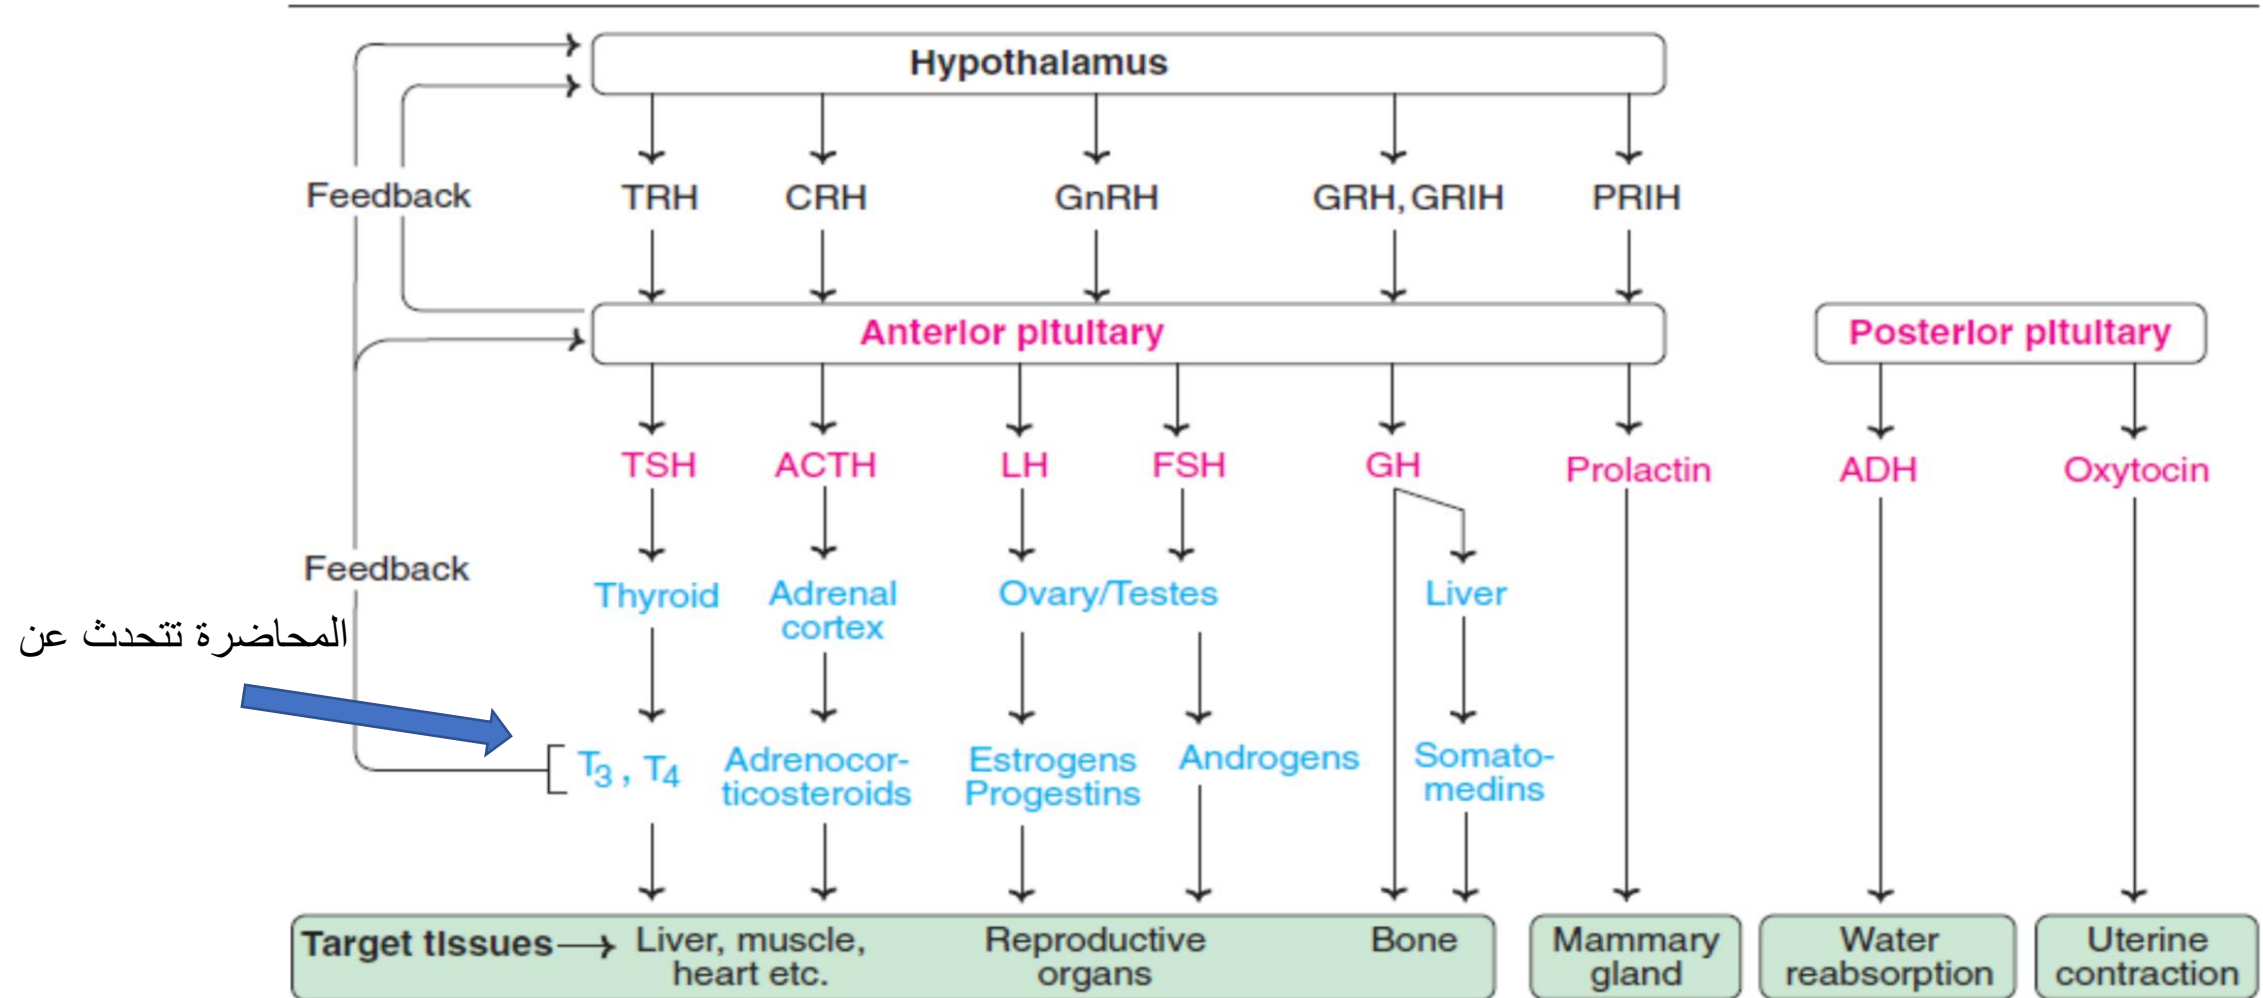 Hypothalamus
Feedback
TRH
CRH
GnRH
GRH, GRIH
PRIH
Anterior pituitary
Posterior pituitary
TSH
ACTH
LH
FSH
GH
Prolactin
ADH
Oxytocin
Feedback
Thyroid
Adrenal
cortex
Ovary/Testes
Liver
المحاضرة تتحدث عن
T3 , T4
Adrenocor-
ticosteroids
Estrogens
Progestins
Androgens
Somato-
medins
Target tissues
Liver, muscle,
heart etc.
Reproductive
organs
Bone
Mammary
gland
Water
reabsorption
Uterine
contraction